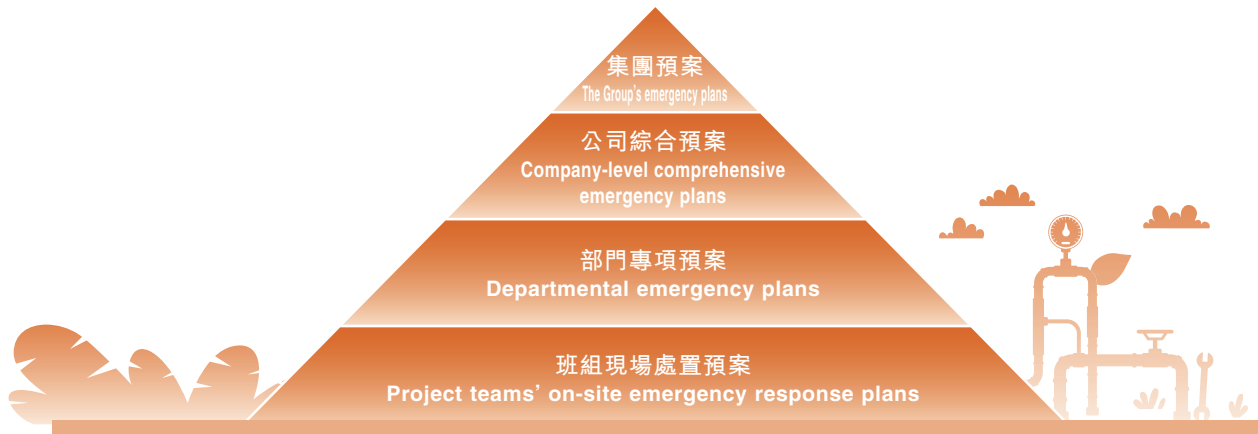 集團預案
The Group's emergency plans
公司綜合預案
Company-level comprehensive
emergency plans
部門專項預案
Departmental emergency plans
班組現場處置預案
Project teams’ on-site emergency response plans